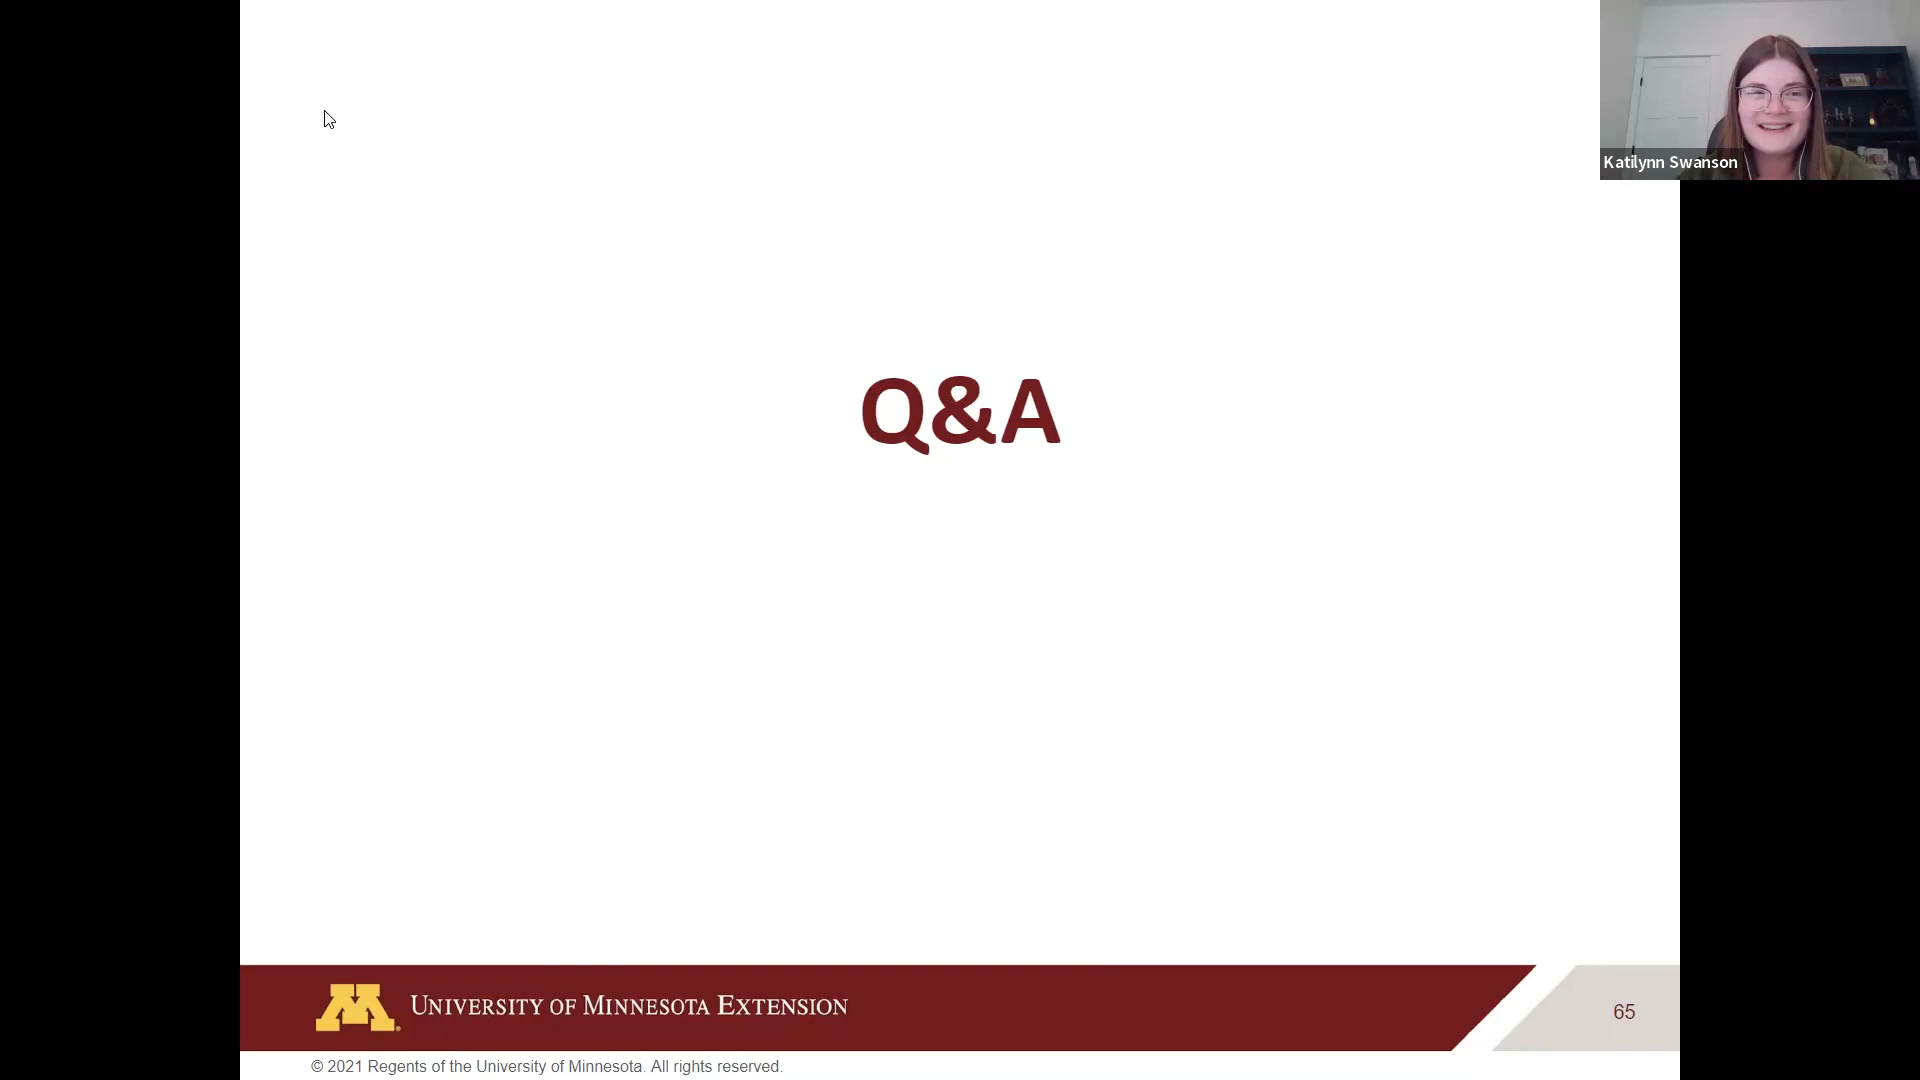 Katilynn Swanson
Q&A
M
UNIVERSITY OF MINNESOTA EXTENSION
65
© 2021 Regents of the University of Minnesota. All rights reserved.